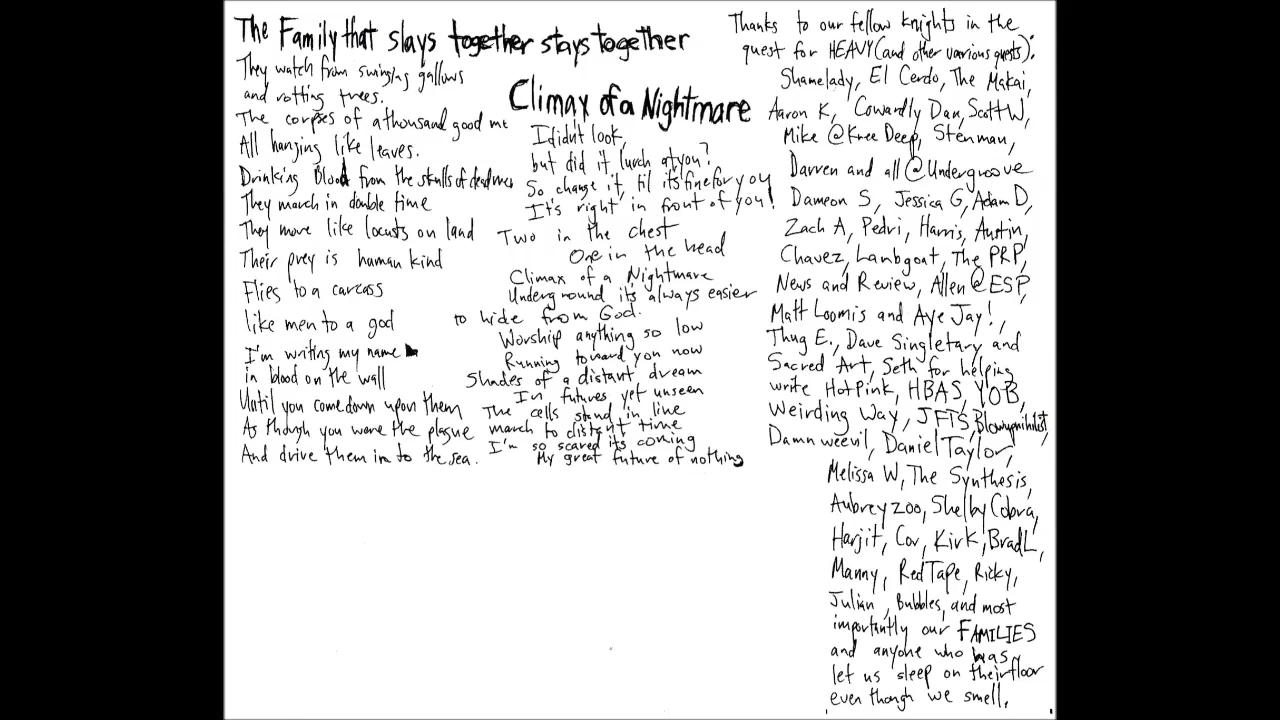 The Family that slays together stays together
They watch from swinging gallows
and rotting trees.
The corpses of a thousand good me
All hanging like leaves.
Drinking Blood from the skulls of deadmen
They march in double time
They move like locusts on land
Their prey is human kind
Flies to a carcass
like men to a god
I'm writing my name
in blood on the wall
Until you come down upon them
As though you were the plague
And drive them in to the sea.
Climax of a Nightmare
I didn't look,
but did it lurch at you?
So change it, til its fine for you
It's right in front of you!
Two in the chest
One in the head
Climax of a Nightmare
Underground it's always easier
to hide from God.
Worship anything so low
Running toward you now
Shades of a distant dream
In futures yet unseen
The cells stand in line
march to distant time
I'm so scared its coming
My great future of nothing
Thanks to our fellow knights in the
quest for HEAVY (and other various quests):
Shamelady, El Cerdo, The Makai,
Aaron K, Cowardly Dan, Scott W,
Mike @ Knee Deep, Stenman,
Darren and all @ Undergroove
Dameon S, Jessica G, Adam D,
Zach A, Pedri, Harris, Austin,
Chavez, Lambgoat, The PRP,
News and Review, Allen @ ESP,
Matt Loomis and Aye Jay!,
Thug E., Dave Singletary and
Sacred Art, Seth for helping
write Hot Pink, HBAS, YOB,
Weirding Way, JFTS, Blowupnihilist,
Damn weevil, Daniel Taylor,
Melissa W, The Synthesis,
Aubrey zoo, Shelby Cobra,
Harjit, Cov, Kirk, Brad L,
Manny, Red Tape, Ricky,
Julian, Bubbles, and most
importantly our FAMILIES
and anyone who has
let us sleep on their floor
even though we smell.